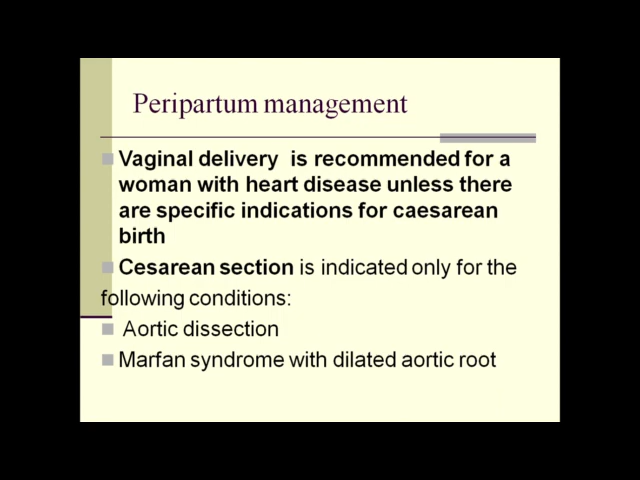 Peripartum management
Vaginal delivery is recommended for a
woman with heart disease unless there
are specific indications for caesarean
birth
Cesarean section is indicated only for the
following conditions:
Aortic dissection
Marfan syndrome with dilated aortic root